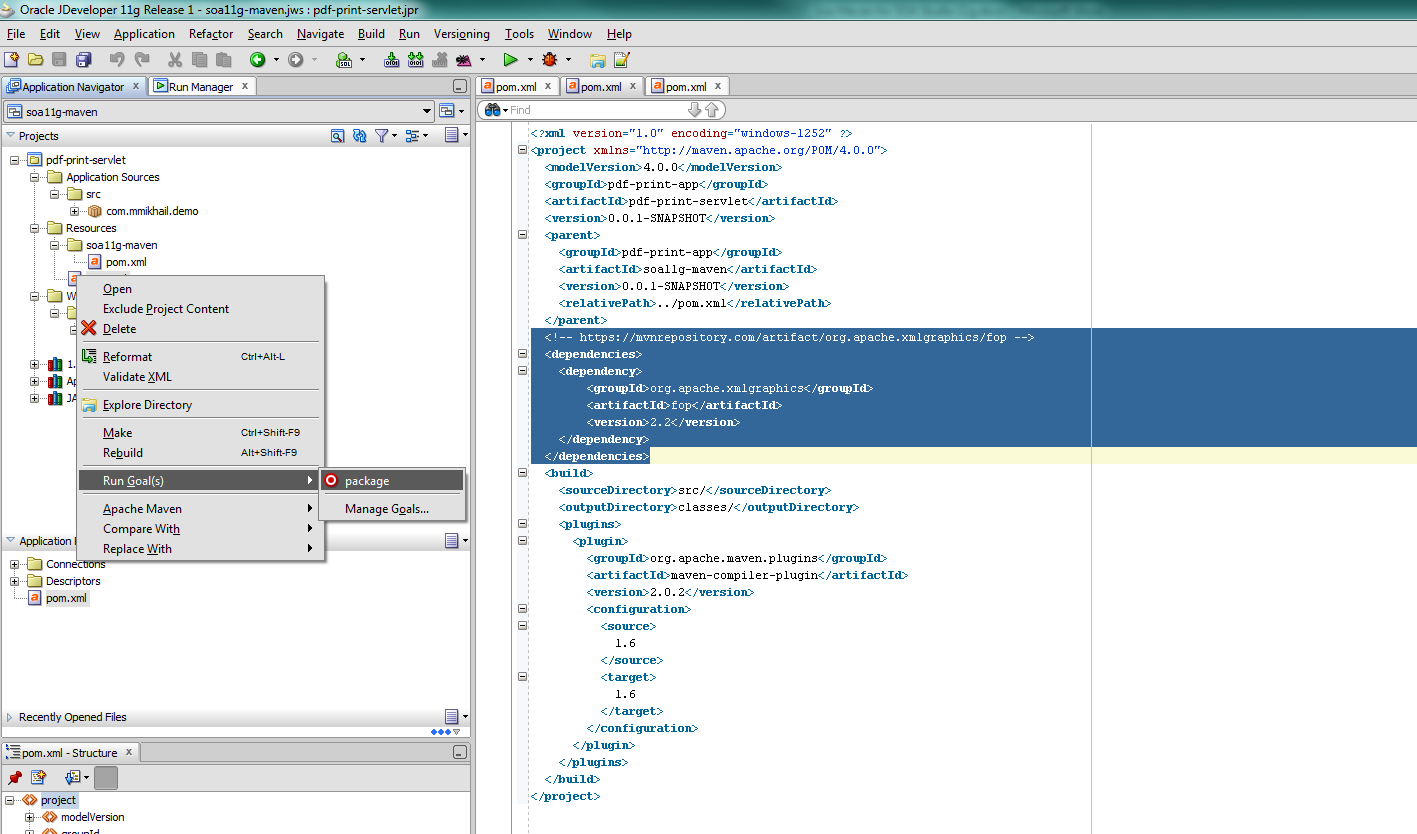 Oracle JDeveloper 11g Release 1 - soa11g-maven.jws : pdf-print-servlet.jpr
File Edit View Application Refactor Search Navigate Build Run Versioning Tools Window Help
Application Navigator x Run Manager x
soa11g-maven
Projects
pdf-print-servlet
Application Sources
src
com.mmikhail.demo
Resources
soa11g-maven
pom.xml
W
1.
Ap
JA
Open
Exclude Project Content
Delete
Reformat Ctrl+Alt-L
Validate XML
Explore Directory
Make Ctrl+Shift-F9
Rebuild Alt+Shift-F9
Run Goal(s)
Apache Maven
Compare With
Replace With
package
Manage Goals...
Application
Connections
Descriptors
pom.xml
Recently Opened Files
pom.xml - Structure x
project
modelVersion
groupId
pom.xml x pom.xml x pom.xml x
Find
<?xml version="1.0" encoding="windows-1252" ?>
<project xmlns="http://maven.apache.org/POM/4.0.0">
<modelVersion>4.0.0</modelVersion>
<groupId>pdf-print-app</groupId>
<artifactId>pdf-print-servlet</artifactId>
<version>0.0.1-SNAPSHOT</version>
<parent>
<groupId>pdf-print-app</groupId>
<artifactId>soa11g-maven</artifactId>
<version>0.0.1-SNAPSHOT</version>
<relativePath>../pom.xml</relativePath>
</parent>
<!-- https://mvnrepository.com/artifact/org.apache.xmlgraphics/fop -->
<dependencies>
<dependency>
<groupId>org.apache.xmlgraphics</groupId>
<artifactId>fop</artifactId>
<version>2.2</version>
</dependency>
</dependencies>
<build>
<sourceDirectory>src/</sourceDirectory>
<outputDirectory>classes/</outputDirectory>
<plugins>
<plugin>
<groupId>org.apache.maven.plugins</groupId>
<artifactId>maven-compiler-plugin</artifactId>
<version>2.0.2</version>
<configuration>
<source>
1.6
</source>
<target>
1.6
</target>
</configuration>
</plugin>
</plugins>
</build>
</project>